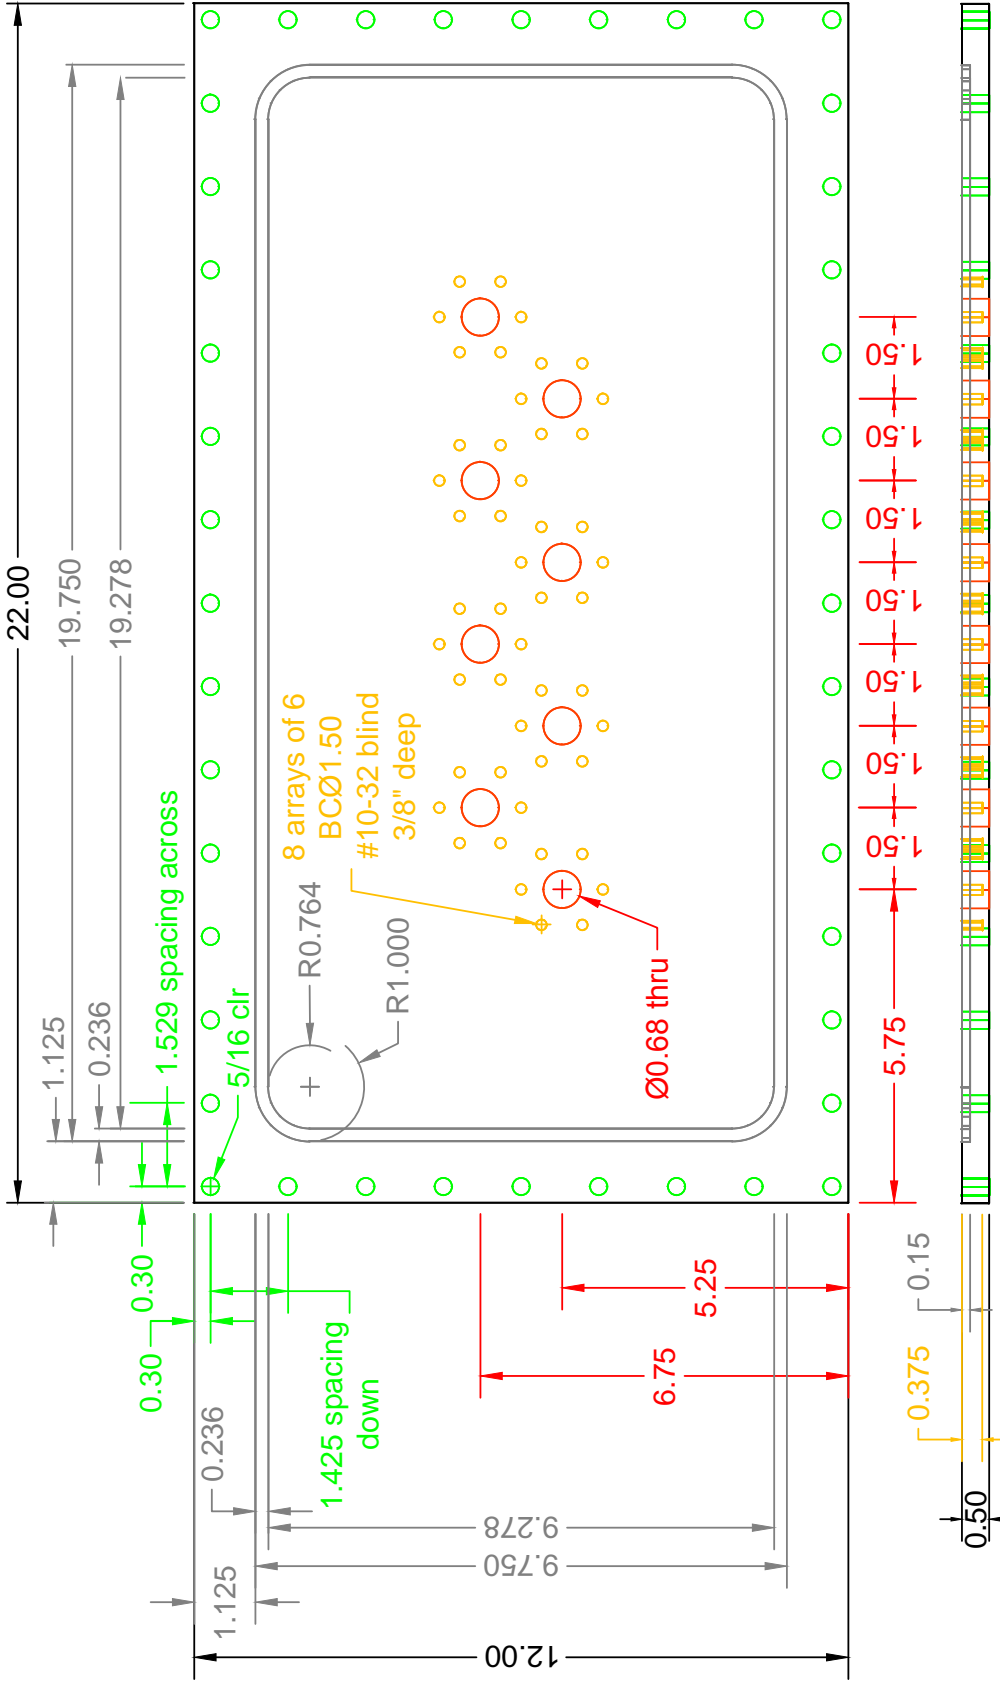 22.00
19.750
19.278
1.125
0.236
1.529 spacing across
5/16 clr
0.30
0.30
R0.764
R1.000
8 arrays of 6
BCØ1.50
#10-32 blind
3/8" deep
Ø0.68 thru
1.425 spacing
down
0.236
1.125
9.278
9.750
12.00
6.75
5.25
5.75
1.50
1.50
1.50
1.50
1.50
1.50
1.50
0.15
0.375
0.50